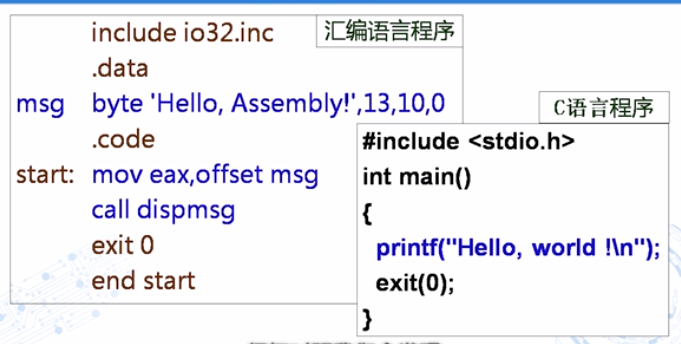 汇编语言程序
include io32.inc
.data
msg byte 'Hello, Assembly!',13,10,0
.code
start: mov eax,offset msg
call dispmsg
exit 0
end start
C语言程序
#include <stdio.h>
int main()
{
printf("Hello, world !\n");
exit(0);
}